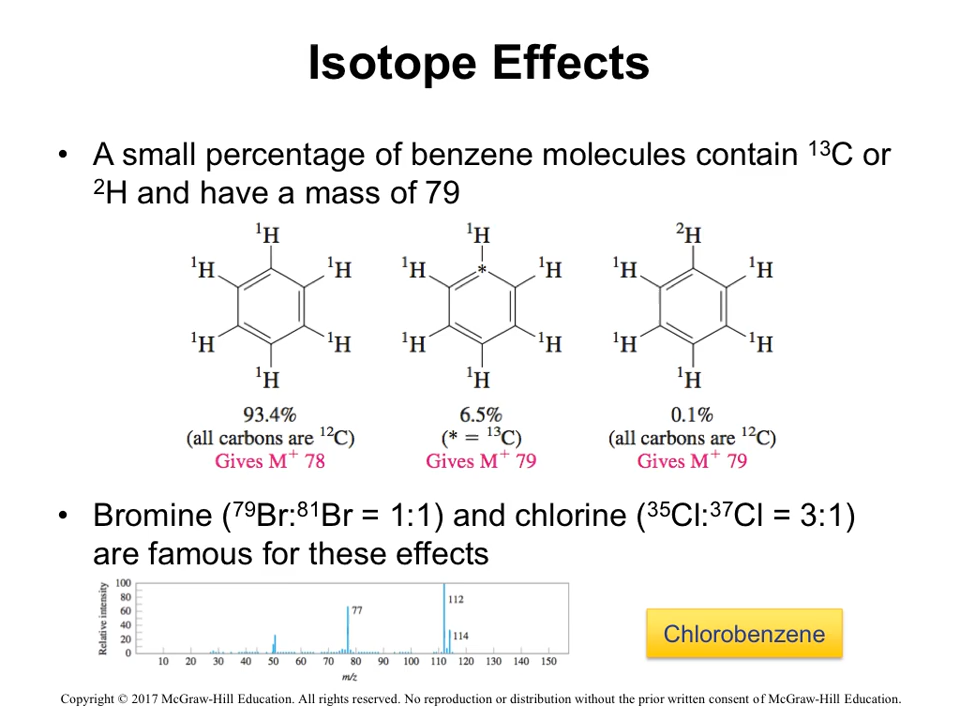 Isotope Effects
• A small percentage of benzene molecules contain ¹³C or
²H and have a mass of 79
¹H ¹H ²H
¹H ¹H ¹H * ¹H ¹H ¹H
¹H ¹H ¹H ¹H ¹H ¹H
¹H ¹H ¹H
93.4% 6.5% 0.1%
(all carbons are ¹²C) (* = ¹³C) (all carbons are ¹²C)
Gives M⁺ 78 Gives M⁺ 79 Gives M⁺ 79
• Bromine (⁷⁹Br:⁸¹Br = 1:1) and chlorine (³⁵Cl:³⁷Cl = 3:1)
are famous for these effects
Relative intensity
100
80
60
40
20
0
77
112
114
10 20 30 40 50 60 70 80 90 100 110 120 130 140 150
m/z
Chlorobenzene
Copyright © 2017 McGraw-Hill Education. All rights reserved. No reproduction or distribution without the prior written consent of McGraw-Hill Education.